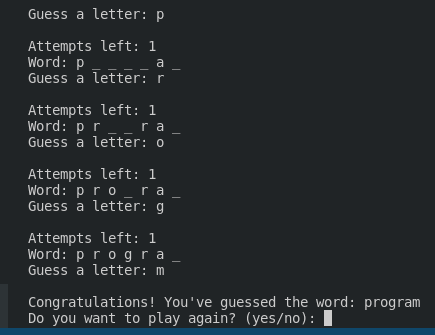 Guess a letter: p
Attempts left: 1
Word: p _ _ _ _ a _
Guess a letter: r
Attempts left: 1
Word: p r _ _ r a _
Guess a letter: o
Attempts left: 1
Word: p r o _ r a _
Guess a letter: g
Attempts left: 1
Word: p r o g r a _
Guess a letter: m
Congratulations! You've guessed the word: program
Do you want to play again? (yes/no):